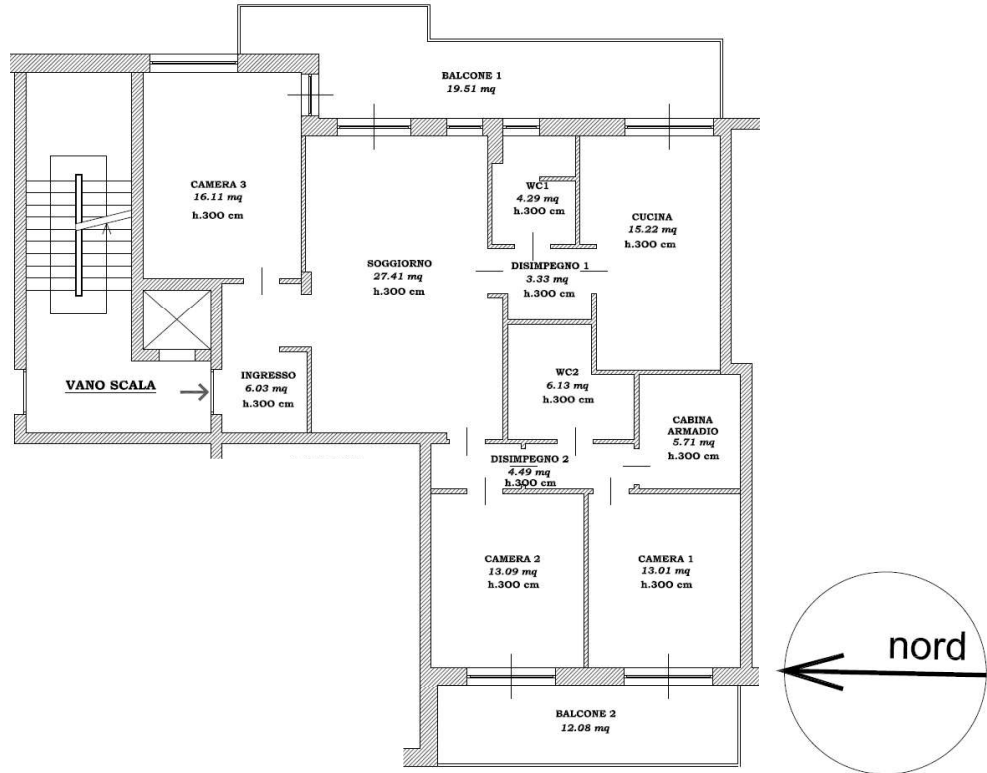 BALCONE 1
19.51 mq
CAMERA 3
16.11 mq
h.300 cm
WC1
4.29 mq
h.300 cm
CUCINA
15.22 mq
h.300 cm
SOGGIORNO
27.41 mq
h.300 cm
DISIMPEGNO 1
3.33 mq
h.300 cm
VANO SCALA
INGRESSO
6.03 mq
h.300 cm
WC2
6.13 mq
h.300 cm
CABINA
ARMADIO
5.71 mq
h.300 cm
DISIMPEGNO 2
4.49 mq
h.300 cm
CAMERA 2
13.09 mq
h.300 cm
CAMERA 1
13.01 mq
h.300 cm
nord
BALCONE 2
12.08 mq